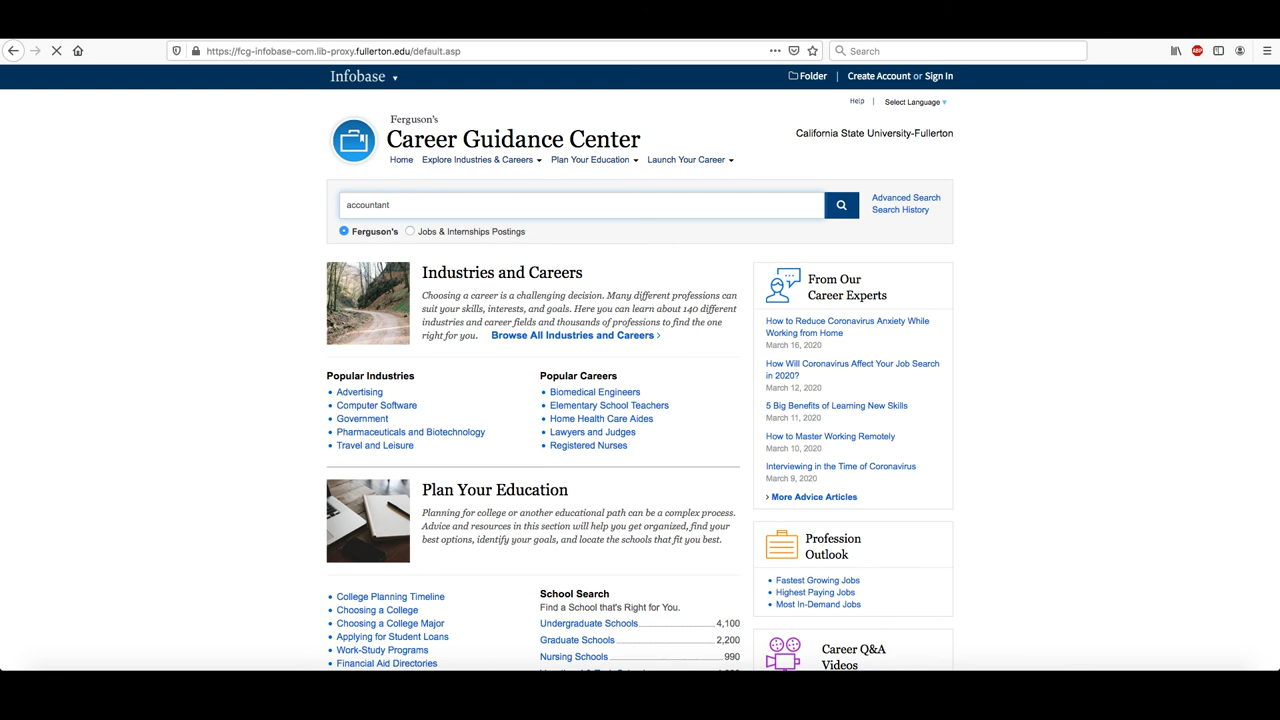 https://fcg-infobase-com.lib-proxy.fullerton.edu/default.asp
Search
ABP
Infobase
Folder
Create Account or Sign In
Help | Select Language
Ferguson's
Career Guidance Center
California State University-Fullerton
Home Explore Industries & Careers Plan Your Education Launch Your Career
accountant
Advanced Search
Search History
Ferguson's Jobs & Internships Postings
Industries and Careers
Choosing a career is a challenging decision. Many different professions can
suit your skills, interests, and goals. Here you can learn about 140 different
industries and career fields and thousands of professions to find the one
right for you. Browse All Industries and Careers ›
Popular Industries
Advertising
Computer Software
Government
Pharmaceuticals and Biotechnology
Travel and Leisure
Popular Careers
Biomedical Engineers
Elementary School Teachers
Home Health Care Aides
Lawyers and Judges
Registered Nurses
Plan Your Education
Planning for college or another educational path can be a complex process.
Advice and resources in this section will help you get organized, find your
best options, identify your goals, and locate the schools that fit you best.
College Planning Timeline
Choosing a College
Choosing a College Major
Applying for Student Loans
Work-Study Programs
Financial Aid Directories
School Search
Find a School that's Right for You.
Undergraduate Schools 4,100
Graduate Schools 2,200
Nursing Schools 990
From Our
Career Experts
How to Reduce Coronavirus Anxiety While
Working from Home
March 16, 2020
How Will Coronavirus Affect Your Job Search
in 2020?
March 12, 2020
5 Big Benefits of Learning New Skills
March 11, 2020
How to Master Working Remotely
March 10, 2020
Interviewing in the Time of Coronavirus
March 9, 2020
› More Advice Articles
Profession
Outlook
Fastest Growing Jobs
Highest Paying Jobs
Most In-Demand Jobs
Career Q&A
Videos